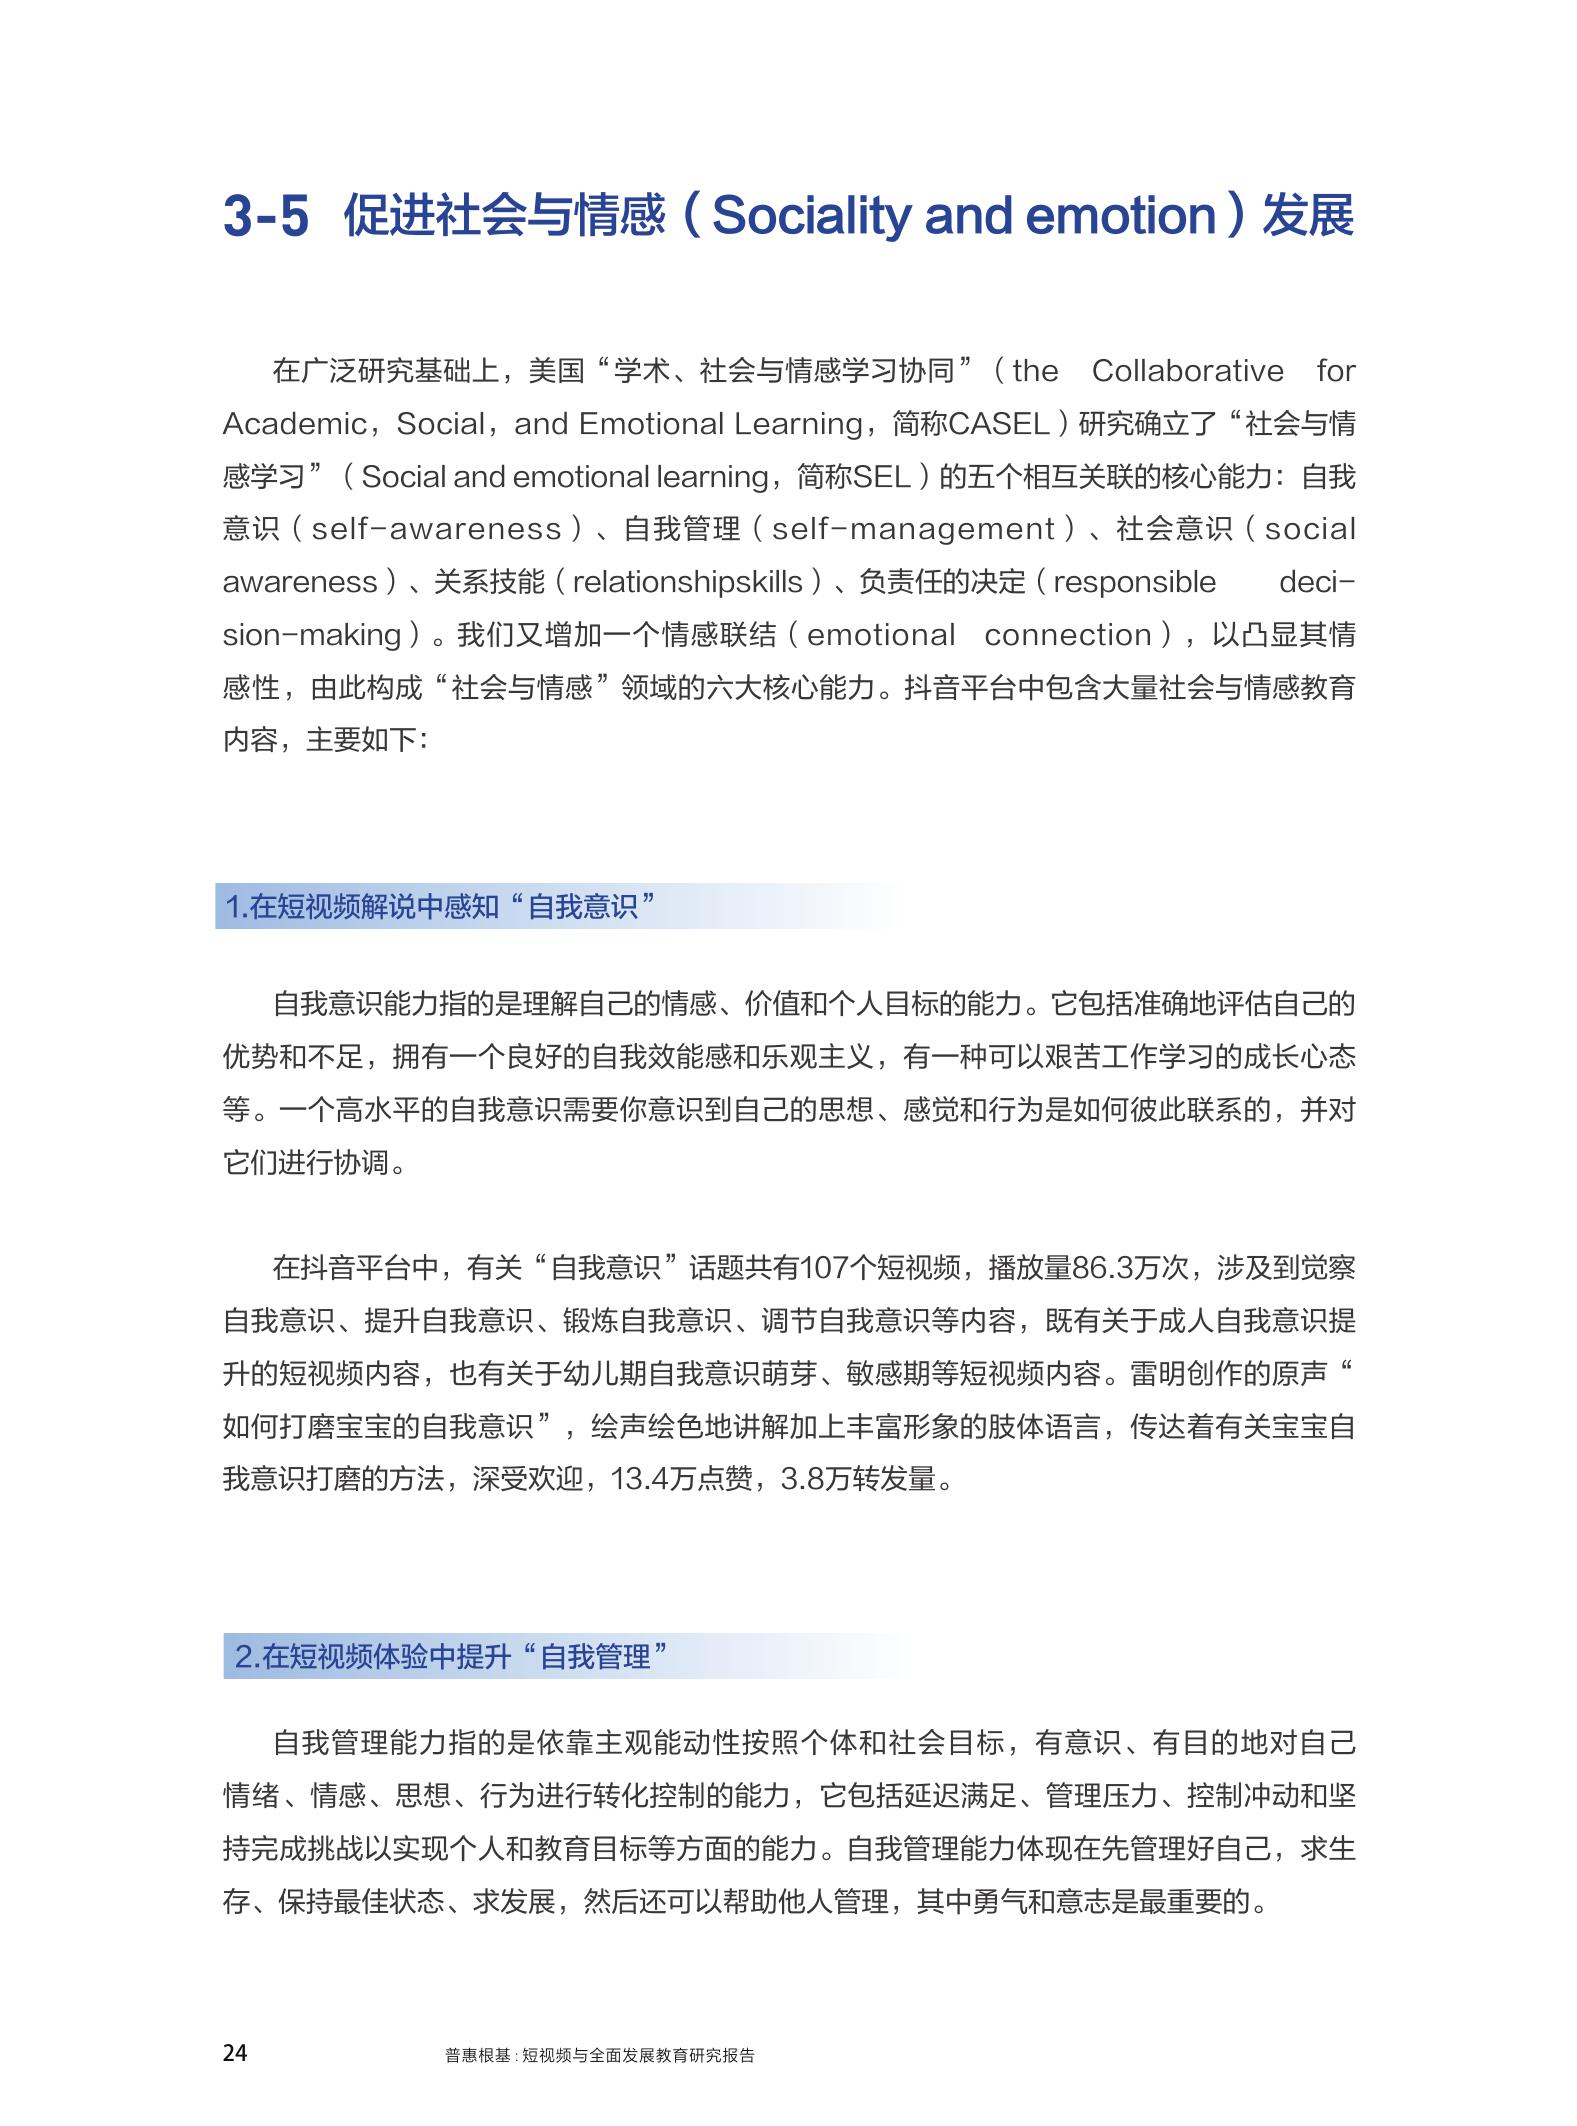 3-5 促进社会与情感（Sociality and emotion）发展
在广泛研究基础上，美国“学术、社会与情感学习协同”（the Collaborative for
Academic，Social，and Emotional Learning，简称CASEL）研究确立了“社会与情
感学习”（Social and emotional learning，简称SEL）的五个相互关联的核心能力：自我
意识（self-awareness）、自我管理（self-management）、社会意识（social
awareness）、关系技能（relationshipskills）、负责任的决定（responsible deci-
sion-making）。我们又增加一个情感联结（emotional connection），以凸显其情
感性，由此构成“社会与情感”领域的六大核心能力。抖音平台中包含大量社会与情感教育
内容，主要如下：
1.在短视频解说中感知“自我意识”
自我意识能力指的是理解自己的情感、价值和个人目标的能力。它包括准确地评估自己的
优势和不足，拥有一个良好的自我效能感和乐观主义，有一种可以艰苦工作学习的成长心态
等。一个高水平的自我意识需要你意识到自己的思想、感觉和行为是如何彼此联系的，并对
它们进行协调。
在抖音平台中，有关“自我意识”话题共有107个短视频，播放量86.3万次，涉及到觉察
自我意识、提升自我意识、锻炼自我意识、调节自我意识等内容，既有关于成人自我意识提
升的短视频内容，也有关于幼儿期自我意识萌芽、敏感期等短视频内容。雷明创作的原声“
如何打磨宝宝的自我意识”，绘声绘色地讲解加上丰富形象的肢体语言，传达着有关宝宝自
我意识打磨的方法，深受欢迎，13.4万点赞，3.8万转发量。
2.在短视频体验中提升“自我管理”
自我管理能力指的是依靠主观能动性按照个体和社会目标，有意识、有目的地对自己
情绪、情感、思想、行为进行转化控制的能力，它包括延迟满足、管理压力、控制冲动和坚
持完成挑战以实现个人和教育目标等方面的能力。自我管理能力体现在先管理好自己，求生
存、保持最佳状态、求发展，然后还可以帮助他人管理，其中勇气和意志是最重要的。
24 普惠根基：短视频与全面发展教育研究报告